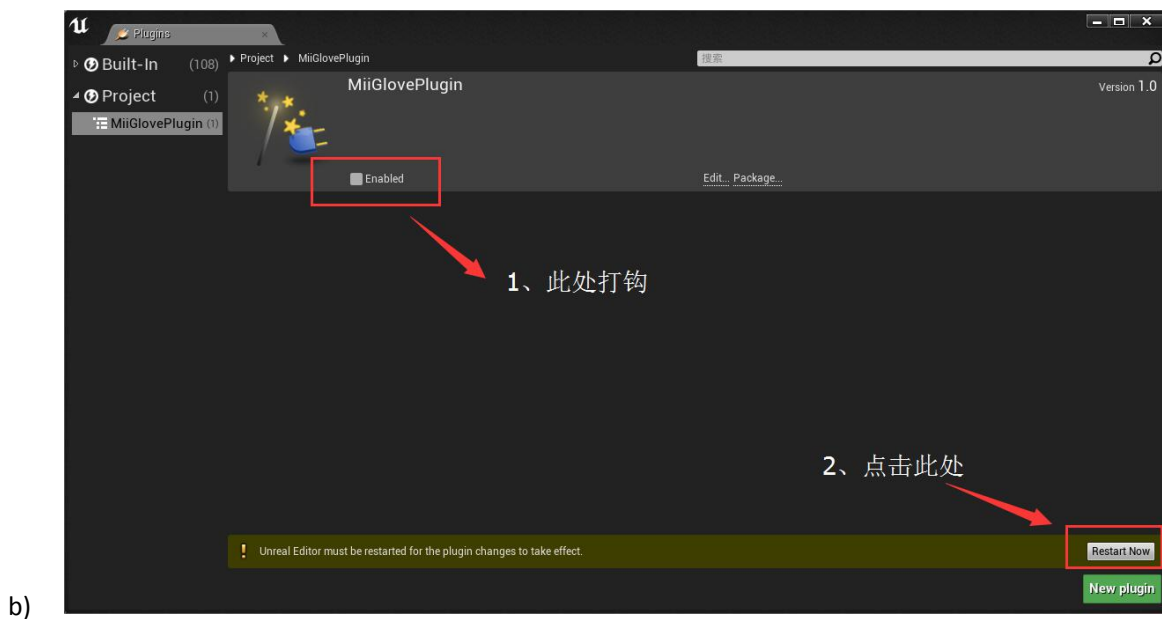 Plugins
Built-In (108)
Project MiiGlovePlugin
搜索
Project (1)
MiiGlovePlugin (1)
MiiGlovePlugin
Version 1.0
Enabled
Edit... Package...
1、此处打钩
2、点击此处
Unreal Editor must be restarted for the plugin changes to take effect.
Restart Now
New plugin
b)